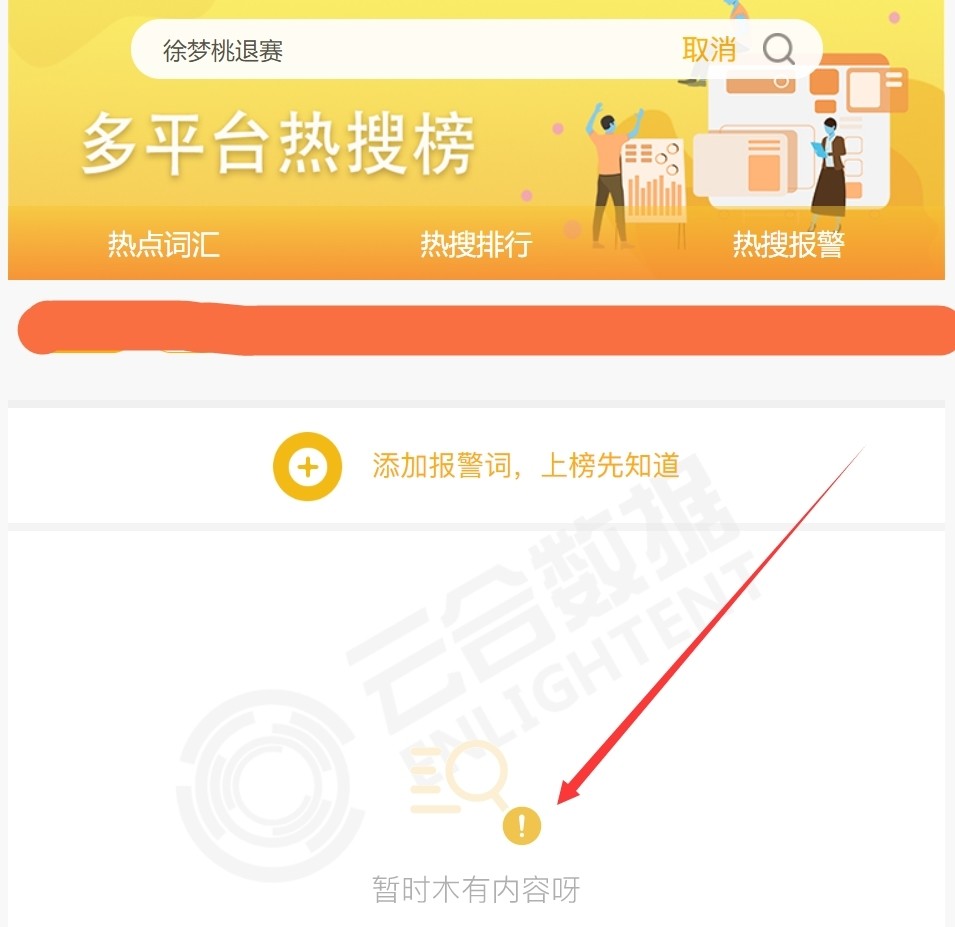 徐梦桃退赛 取消
多平台热搜榜
热点词汇 热搜排行 热搜报警
添加报警词，上榜先知道
云合数据
ENLIGHTENT
暂时木有内容呀